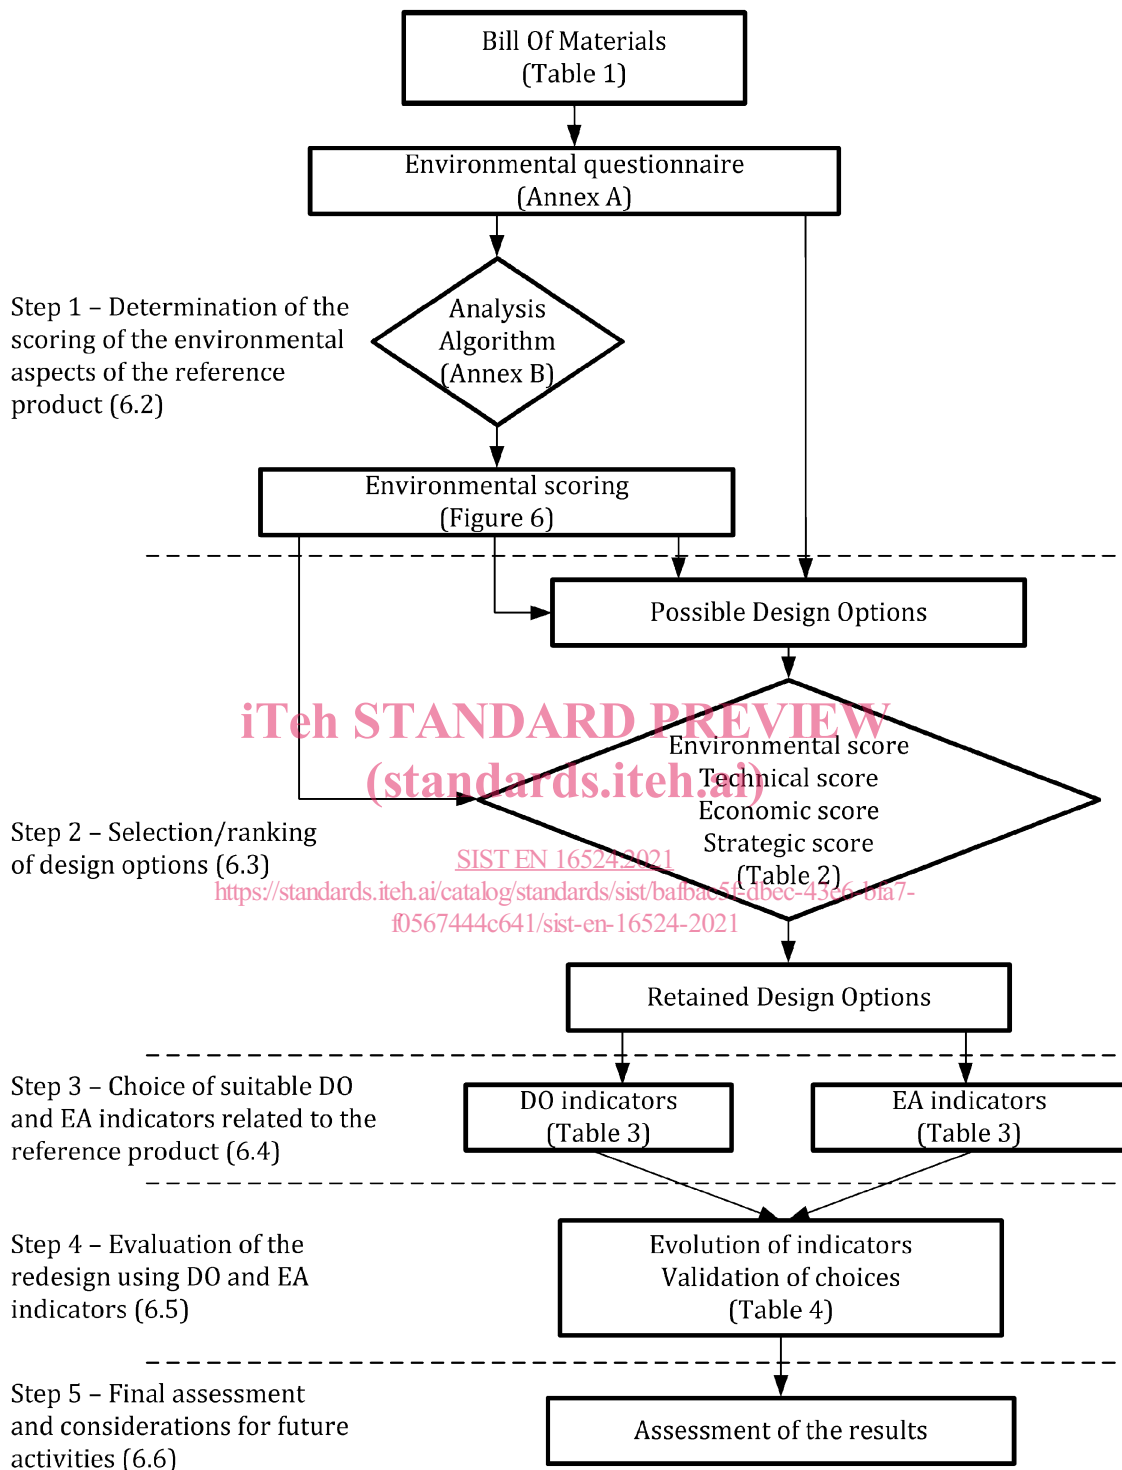 Bill Of Materials
(Table 1)
Environmental questionnaire
(Annex A)
Step 1 – Determination of the
scoring of the environmental
aspects of the reference
product (6.2)
Analysis
Algorithm
(Annex B)
Environmental scoring
(Figure 6)
Possible Design Options
iTeh STANDARD PREVIEW
(standards.iteh.ai)
Environmental score
Technical score
Economic score
Strategic score
(Table 2)
Step 2 – Selection/ranking
of design options (6.3)
SIST EN 16524:2021
https://standards.iteh.ai/catalog/standards/sist/bafbac5f-dbec-43e6-bfa7-
f0567444c641/sist-en-16524-2021
Retained Design Options
Step 3 – Choice of suitable DO
and EA indicators related to the
reference product (6.4)
DO indicators
(Table 3)
EA indicators
(Table 3)
Step 4 – Evaluation of the
redesign using DO and EA
indicators (6.5)
Evolution of indicators
Validation of choices
(Table 4)
Step 5 – Final assessment
and considerations for future
activities (6.6)
Assessment of the results